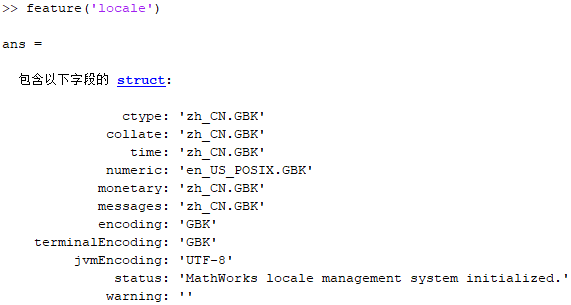 >> feature('locale')
ans =
包含以下字段的 struct:
ctype: 'zh_CN.GBK'
collate: 'zh_CN.GBK'
time: 'zh_CN.GBK'
numeric: 'en_US_POSIX.GBK'
monetary: 'zh_CN.GBK'
messages: 'zh_CN.GBK'
encoding: 'GBK'
terminalEncoding: 'GBK'
jvmEncoding: 'UTF-8'
status: 'MathWorks locale management system initialized.'
warning: ''